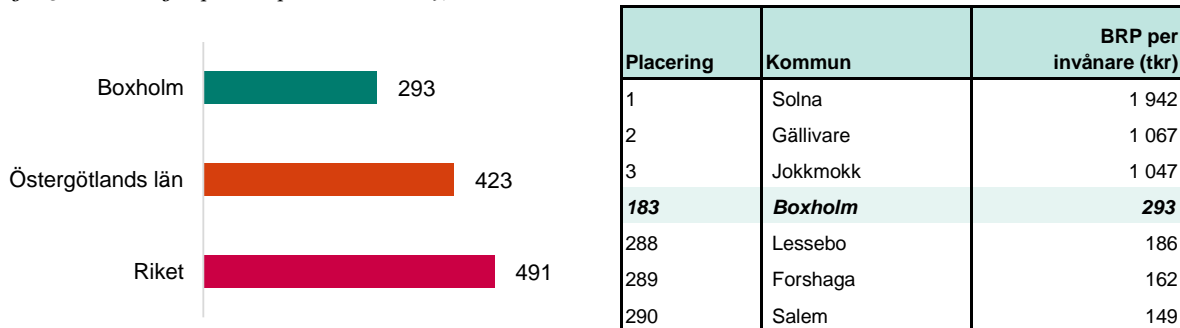 Boxholm 293
Östergötlands län 423
Riket 491
Placering Kommun BRP per invånare (tkr)
1 Solna 1 942
2 Gällivare 1 067
3 Jokkmokk 1 047
183 Boxholm 293
288 Lessebo 186
289 Forshaga 162
290 Salem 149